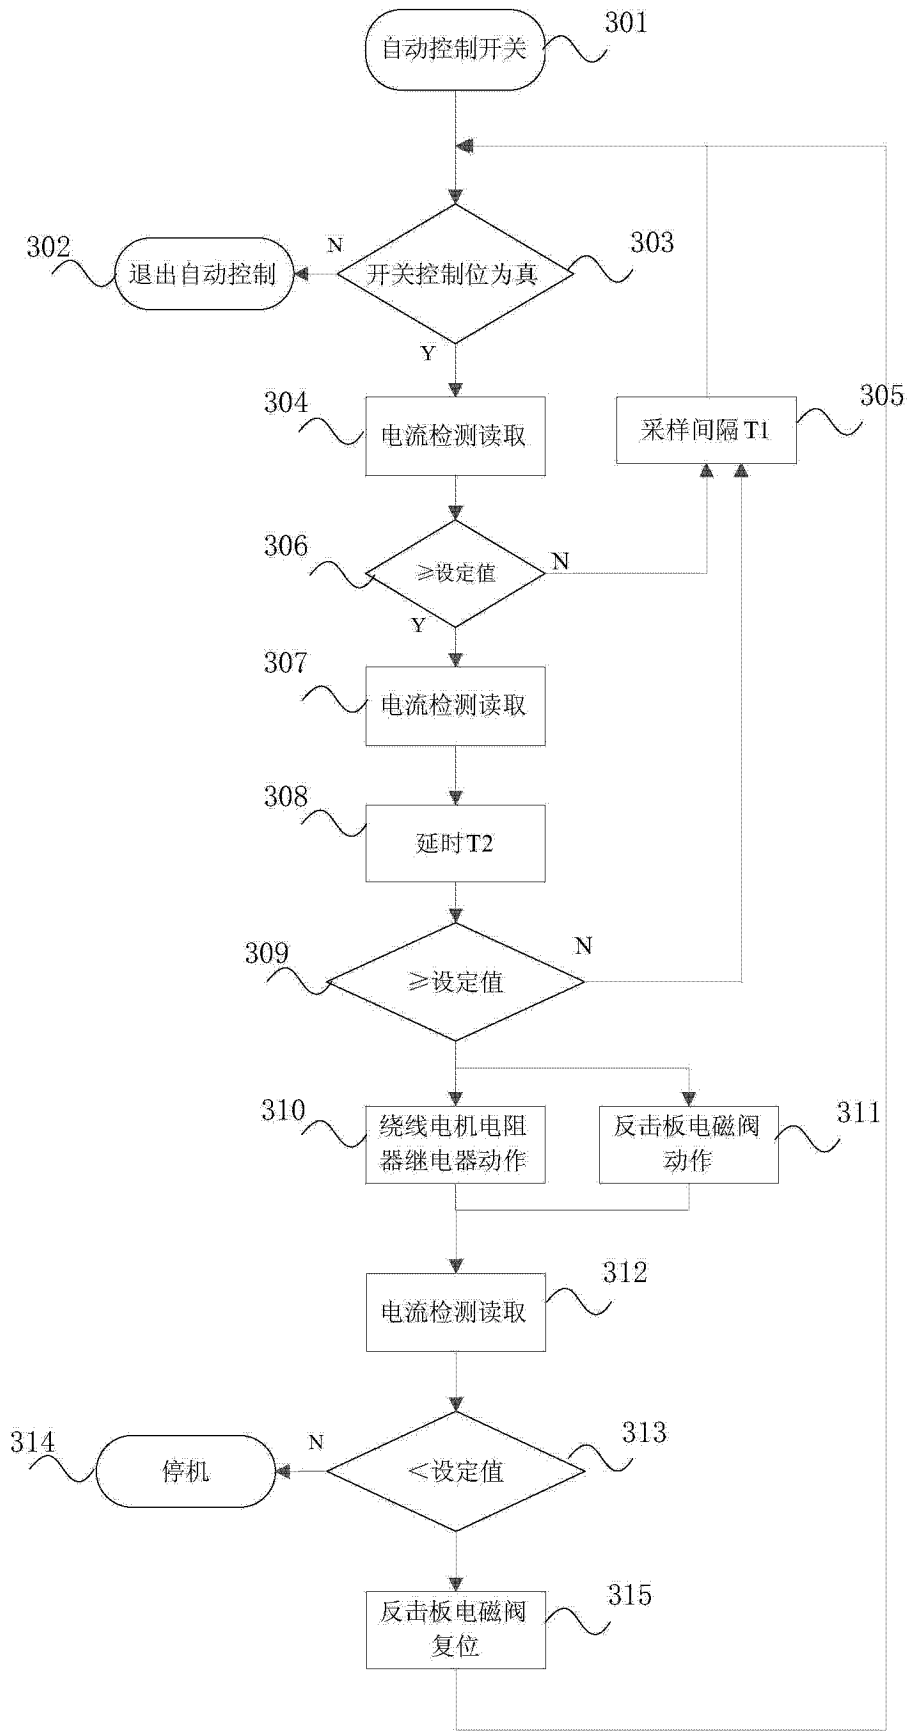 自动控制开关
301
302
退出自动控制
N
开关控制位为真
303
Y
304
电流检测读取
采样间隔T1
305
306
≥设定值
N
Y
307
电流检测读取
308
延时T2
309
≥设定值
N
310
绕线电机电阻
器继电器动作
反击板电磁阀
动作
311
电流检测读取
312
314
停机
N
<设定值
313
反击板电磁阀
复位
315